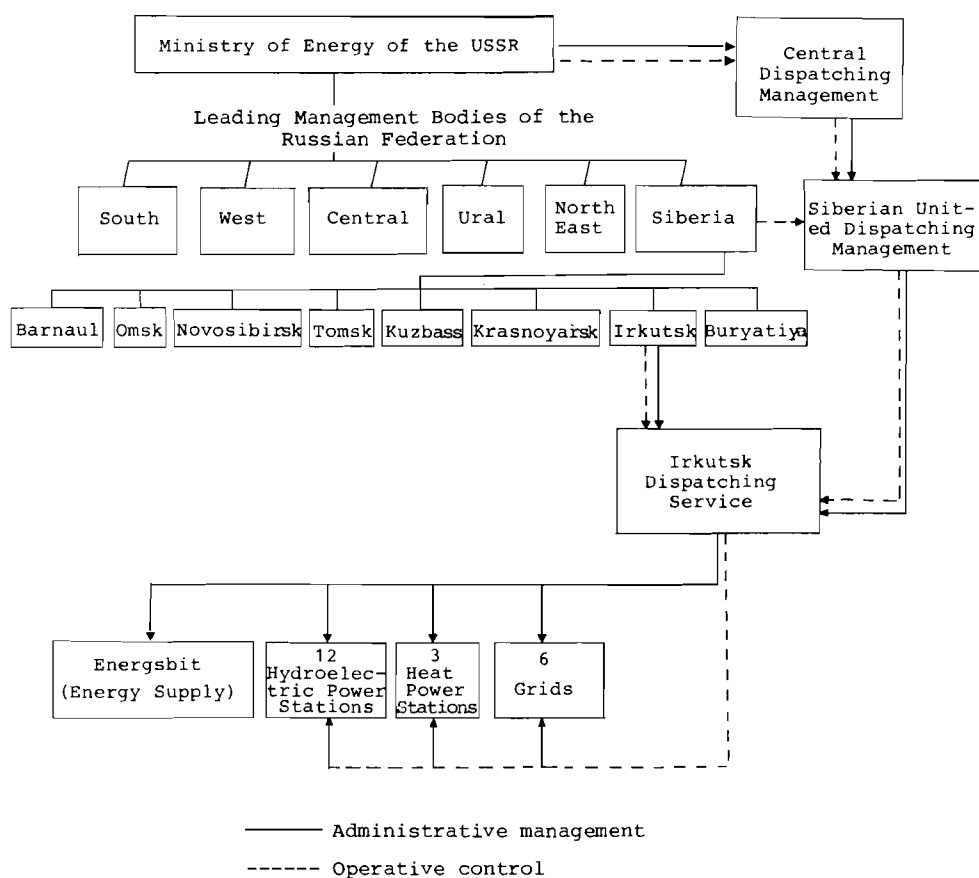 Ministry of Energy of the USSR
Central
Dispatching
Management
Leading Management Bodies of the
Russian Federation
South
West
Central
Ural
North
East
Siberia
Siberian Unit-
ed Dispatching
Management
Barnaul
Omsk
Novosibirsk
Tomsk
Kuzbass
Krasnoyarsk
Irkutsk
Buryatiya
Irkutsk
Dispatching
Service
Energsbit
(Energy Supply)
12
Hydroelec-
tric Power
Stations
3
Heat
Power
Stations
6
Grids
Administrative management
Operative control